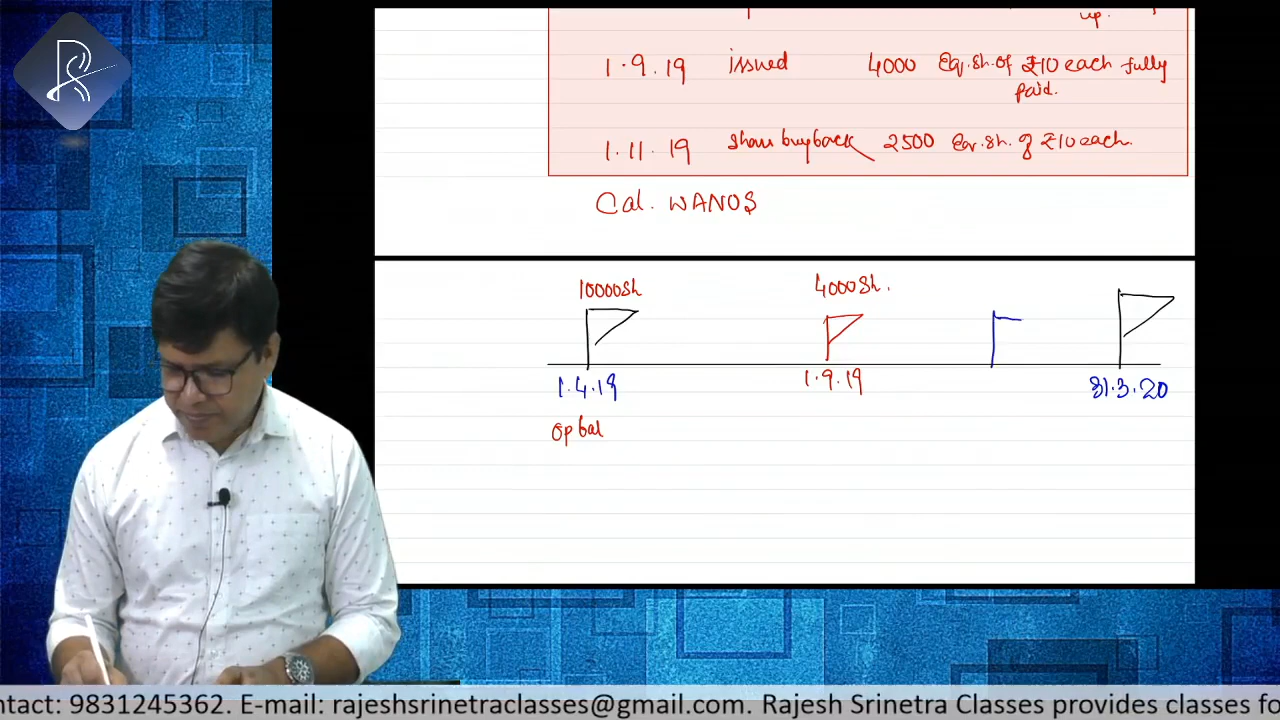 up.
1.9.19 issued 4000 Eq.sh.of ₹10 each fully
paid.
1.11.19 share buyback 2500 Eq.sh. of ₹10 each.
Cal. WANOS
10000Sh 4000Sh.
1.4.19 1.9.19 31.3.20
Op bal
ntact: 9831245362. E-mail: rajeshsrinetraclasses@gmail.com. Rajesh Srinetra Classes provides classes fo